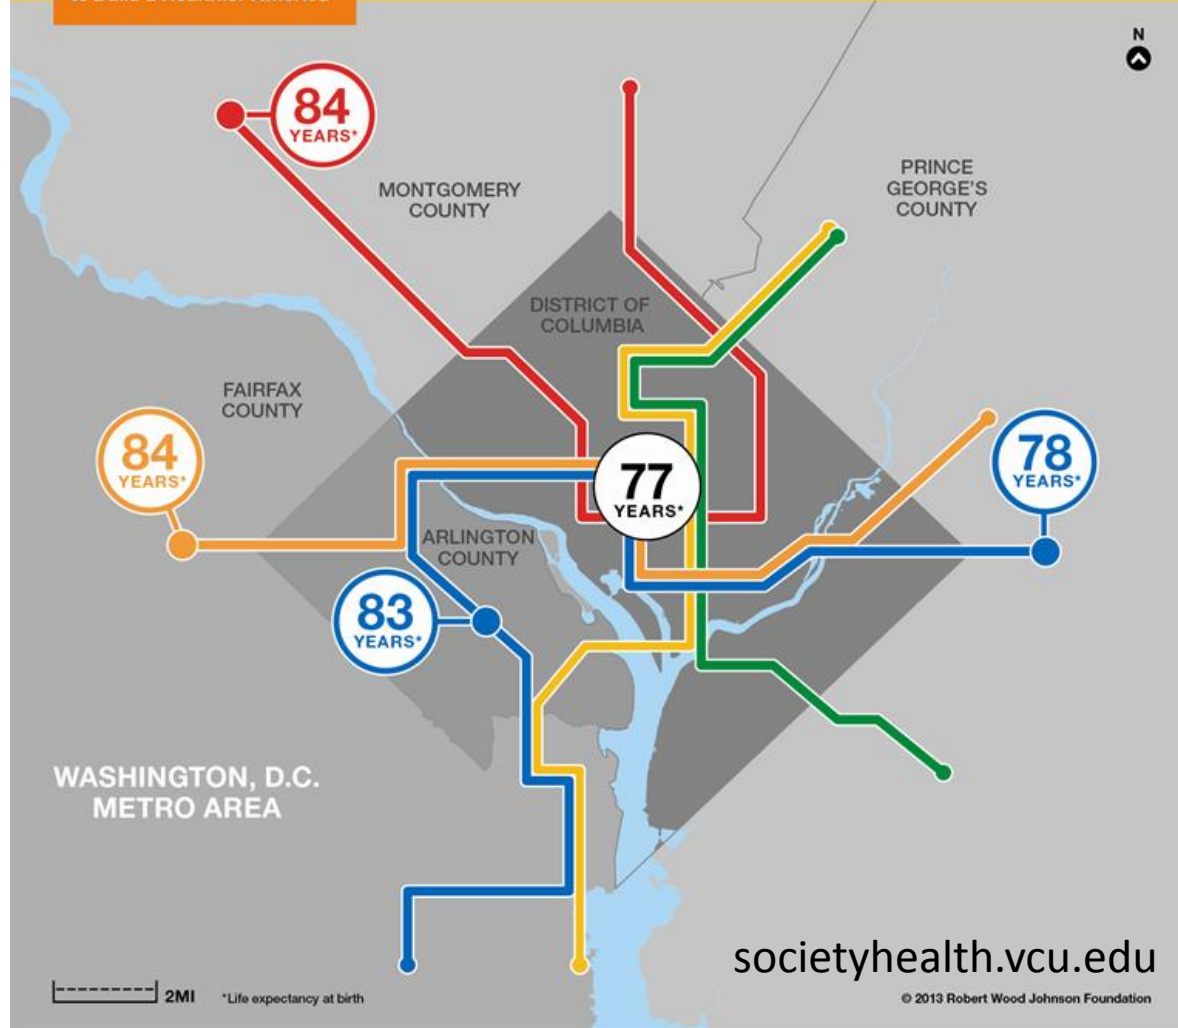 N
84
YEARS*
MONTGOMERY
COUNTY
PRINCE
GEORGE'S
COUNTY
DISTRICT OF
COLUMBIA
FAIRFAX
COUNTY
84
YEARS*
77
YEARS*
78
YEARS*
ARLINGTON
COUNTY
83
YEARS*
WASHINGTON, D.C.
METRO AREA
societyhealth.vcu.edu
2MI
*Life expectancy at birth
© 2013 Robert Wood Johnson Foundation